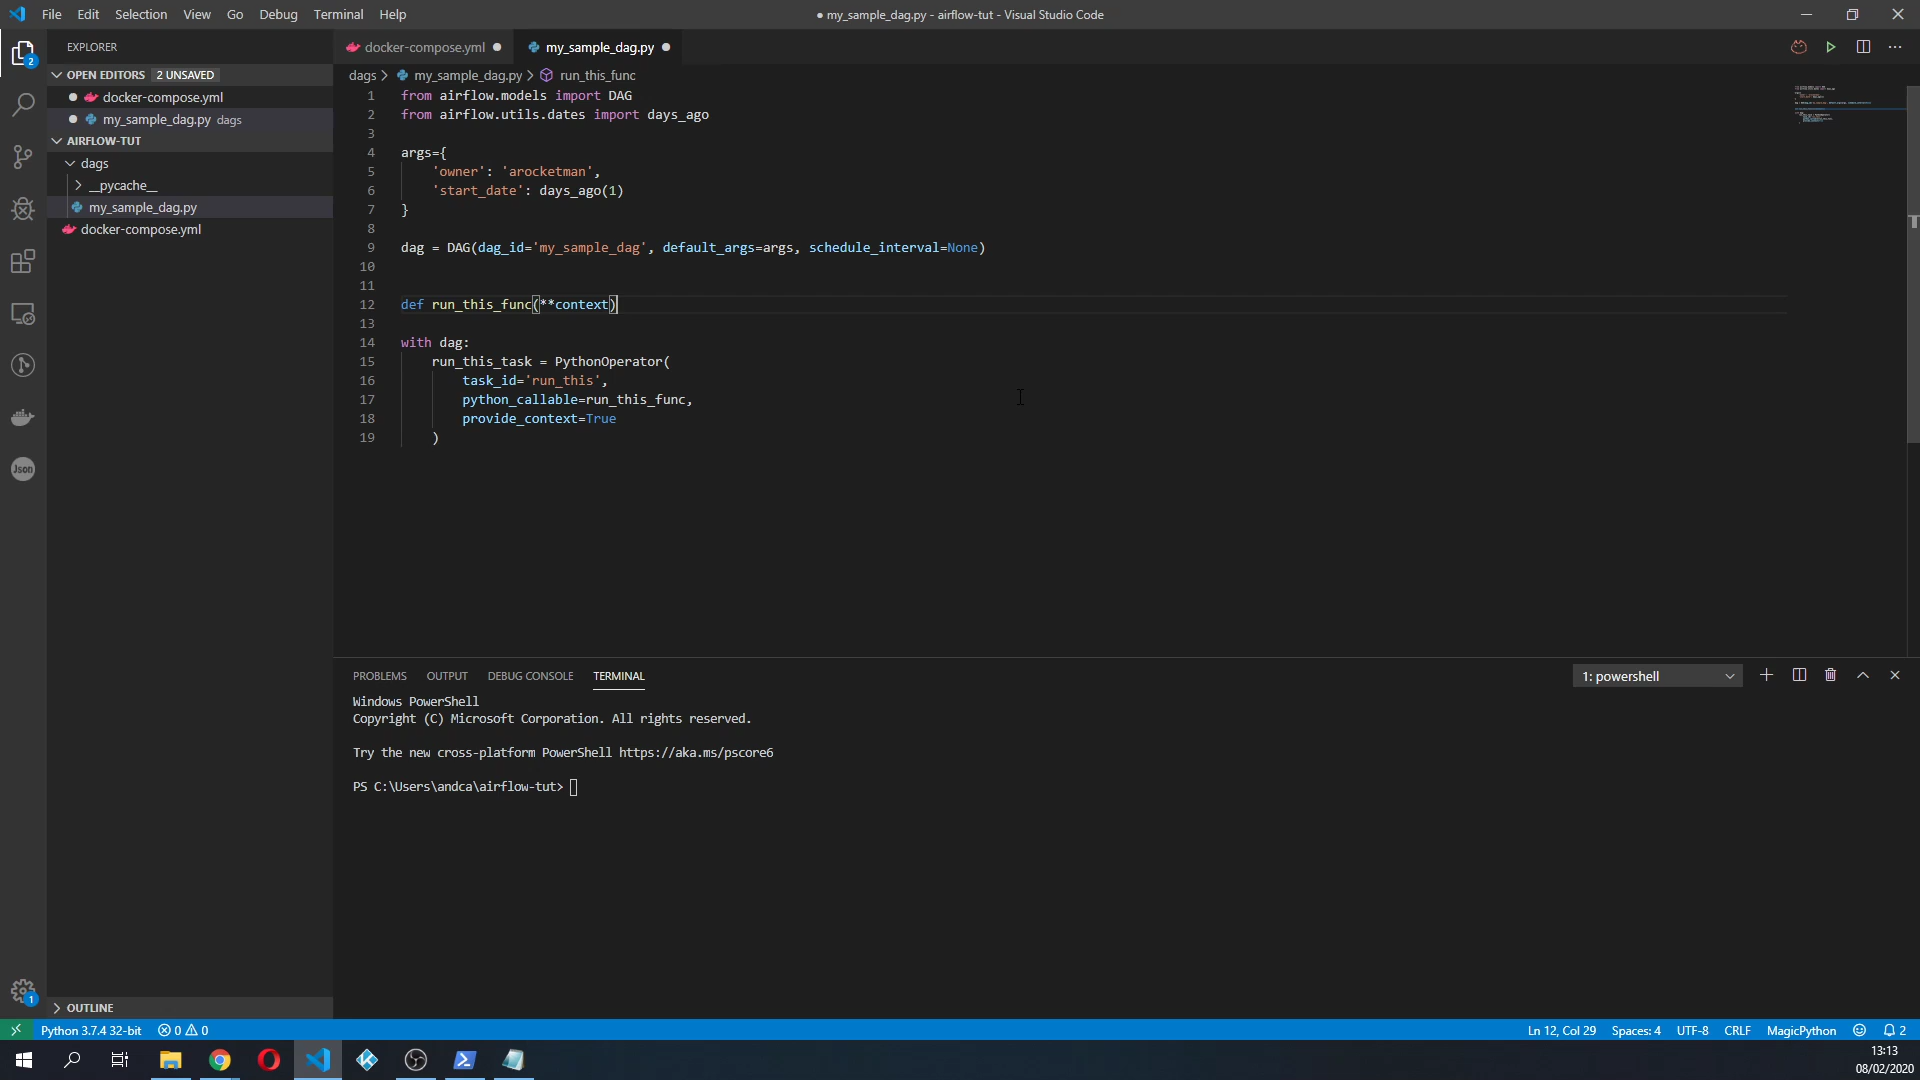 File Edit Selection View Go Debug Terminal Help
● my_sample_dag.py - airflow-tut - Visual Studio Code
EXPLORER
OPEN EDITORS 2 UNSAVED
docker-compose.yml
my_sample_dag.py dags
AIRFLOW-TUT
dags
__pycache__
my_sample_dag.py
docker-compose.yml
OUTLINE
2
Json
1
docker-compose.yml
my_sample_dag.py
dags > my_sample_dag.py > run_this_func
1 from airflow.models import DAG
2 from airflow.utils.dates import days_ago
3
4 args={
5 'owner': 'arocketman',
6 'start_date': days_ago(1)
7 }
8
9 dag = DAG(dag_id='my_sample_dag', default_args=args, schedule_interval=None)
10
11
12 def run_this_func(**context)
13
14 with dag:
15 run_this_task = PythonOperator(
16 task_id='run_this',
17 python_callable=run_this_func,
18 provide_context=True
19 )
PROBLEMS OUTPUT DEBUG CONSOLE TERMINAL
1: powershell
Windows PowerShell
Copyright (C) Microsoft Corporation. All rights reserved.
Try the new cross-platform PowerShell https://aka.ms/pscore6
PS C:\Users\andca\airflow-tut>
Python 3.7.4 32-bit 0 0
Ln 12, Col 29 Spaces: 4 UTF-8 CRLF MagicPython 2
13:13
08/02/2020